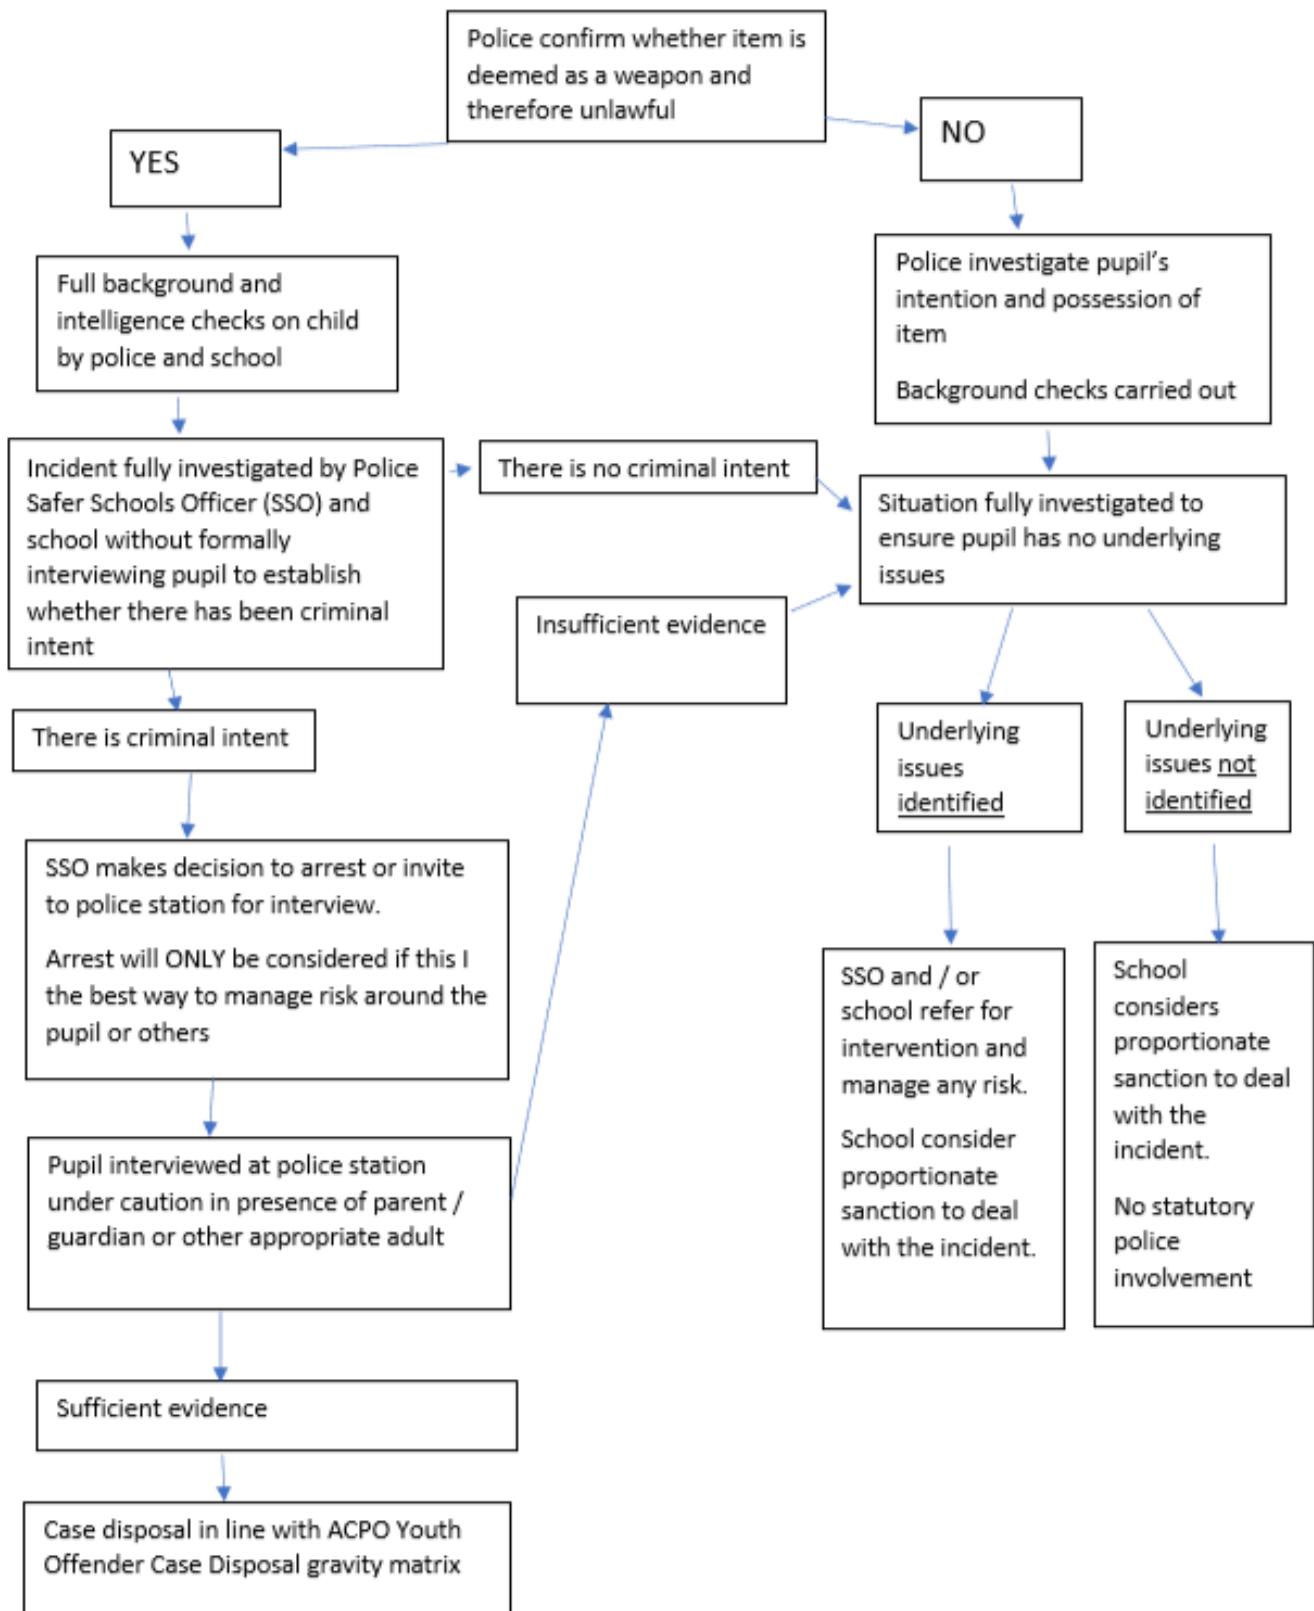 Police confirm whether item is
deemed as a weapon and
therefore unlawful
YES
NO
Full background and
intelligence checks on child
by police and school
Police investigate pupil's
intention and possession of
item
Background checks carried out
Incident fully investigated by Police
Safer Schools Officer (SSO) and
school without formally
interviewing pupil to establish
whether there has been criminal
intent
There is no criminal intent
Situation fully investigated to
ensure pupil has no underlying
issues
Insufficient evidence
There is criminal intent
Underlying
issues
identified
Underlying
issues not
identified
SSO makes decision to arrest or invite
to police station for interview.
Arrest will ONLY be considered if this I
the best way to manage risk around the
pupil or others
SSO and / or
school refer for
intervention and
manage any risk.
School consider
proportionate
sanction to deal
with the incident.
School
considers
proportionate
sanction to deal
with the
incident.
No statutory
police
involvement
Pupil interviewed at police station
under caution in presence of parent /
guardian or other appropriate adult
Sufficient evidence
Case disposal in line with ACPO Youth
Offender Case Disposal gravity matrix